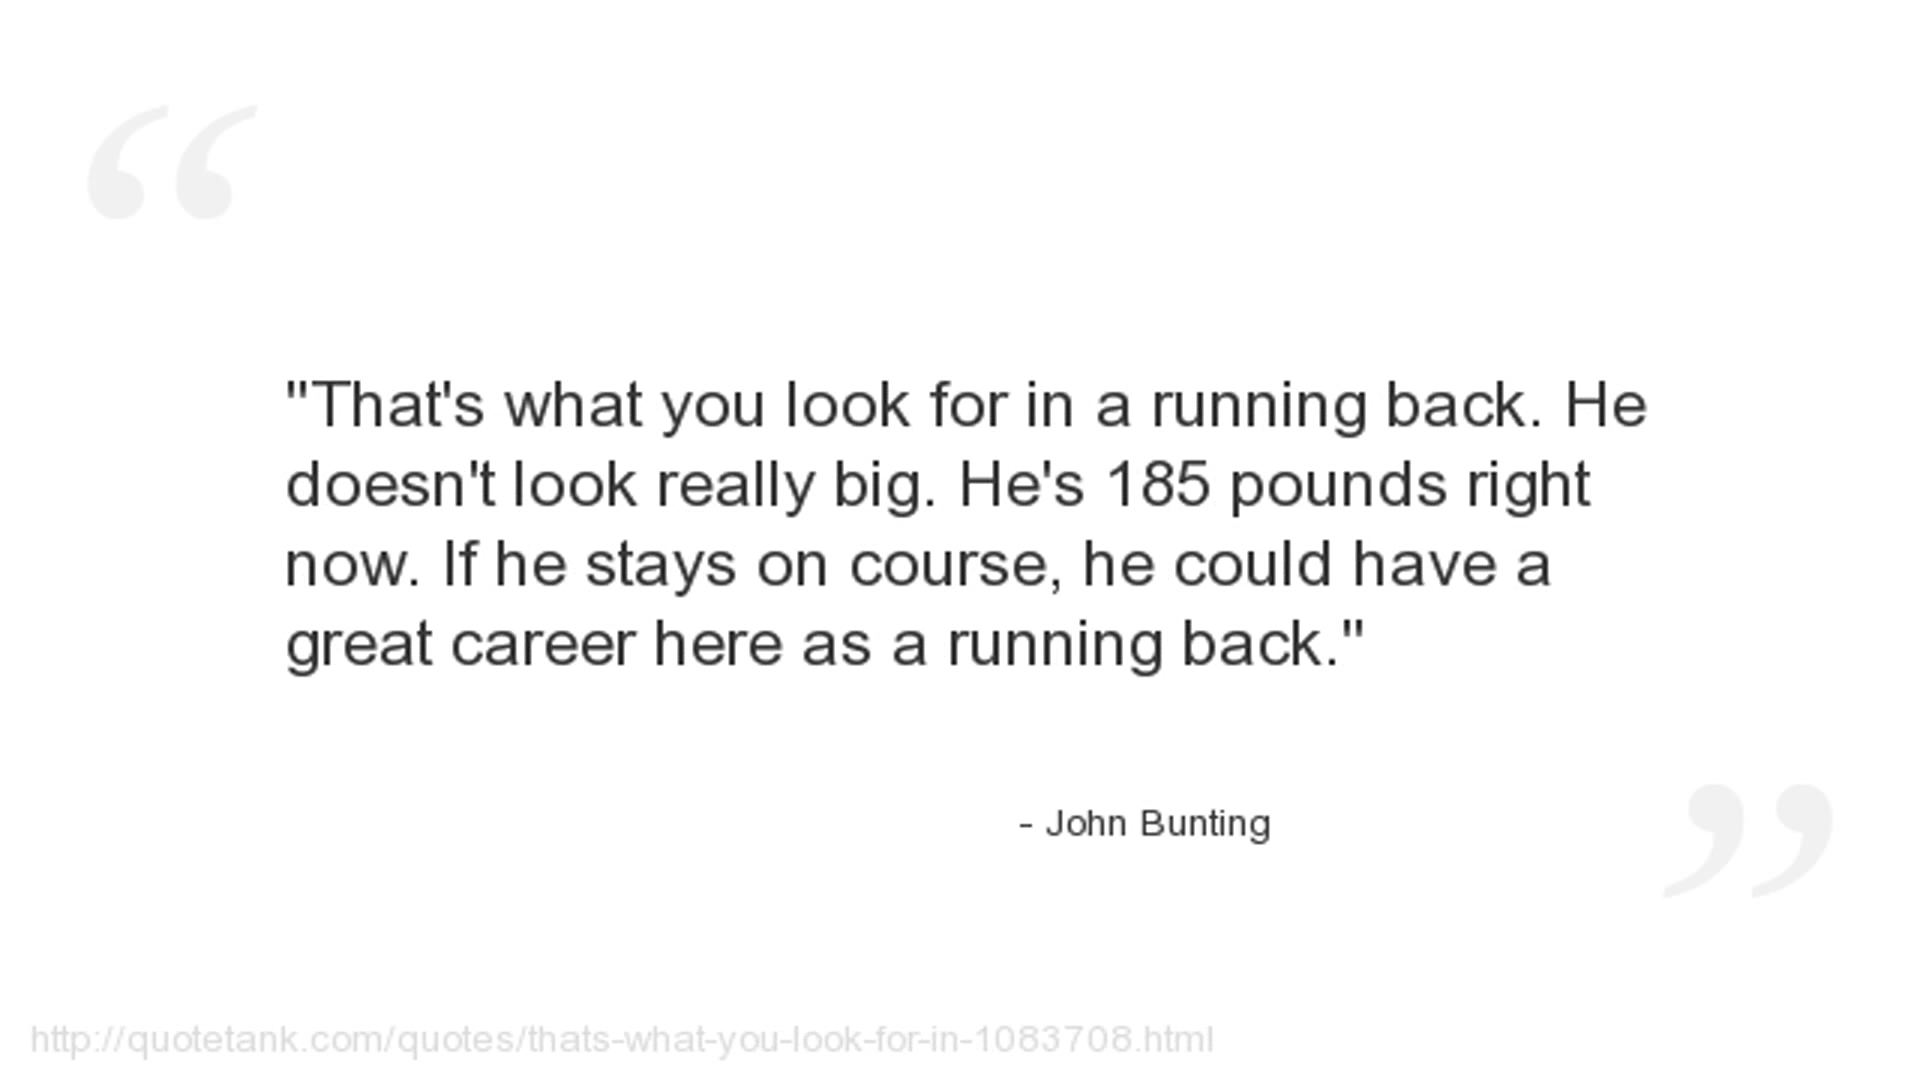 "That's what you look for in a running back. He
doesn't look really big. He's 185 pounds right
now. If he stays on course, he could have a
great career here as a running back."
- John Bunting
http://quotetank.com/quotes/thats-what-you-look-for-in-1083708.html